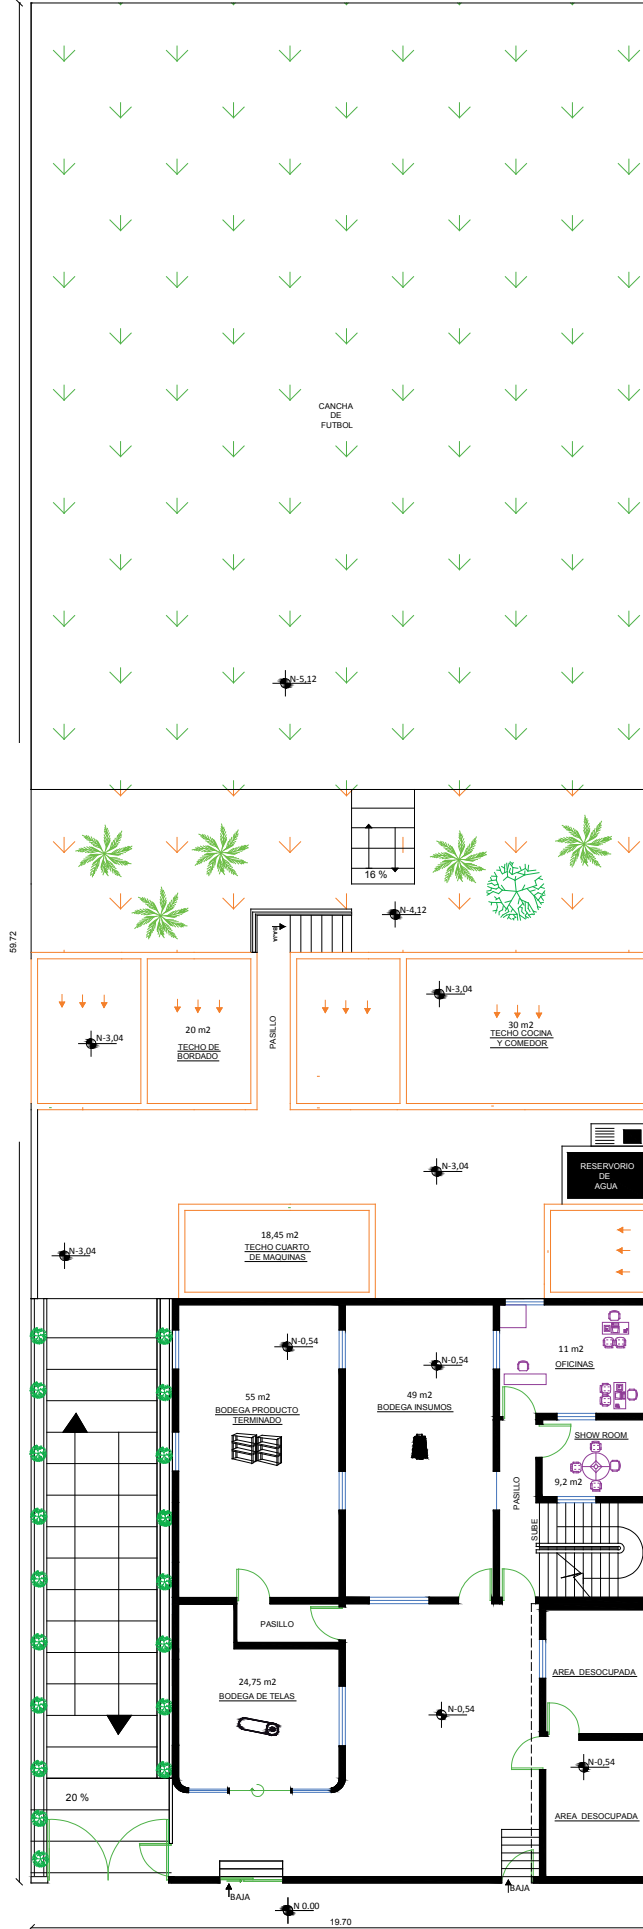 CANCHA
DE
FUTBOL
N-5,12
16 %
N-4,12
59.72
BAJA
PASILLO
N-3,04
N-3,04
20 m2
TECHO DE
BORDADO
30 m2
TECHO COCINA
Y COMEDOR
N-3,04
RESERVORIO
DE
AGUA
18,45 m2
TECHO CUARTO
DE MAQUINAS
N-3,04
N-0,54
N-0,54
11 m2
OFICINAS
55 m2
BODEGA PRODUCTO
TERMINADO
49 m2
BODEGA INSUMOS
SHOW ROOM
9,2 m2
PASILLO
SUBE
PASILLO
24,75 m2
BODEGA DE TELAS
AREA DESOCUPADA
N-0,54
N-0,54
20 %
AREA DESOCUPADA
BAJA
BAJA
N 0.00
19.70